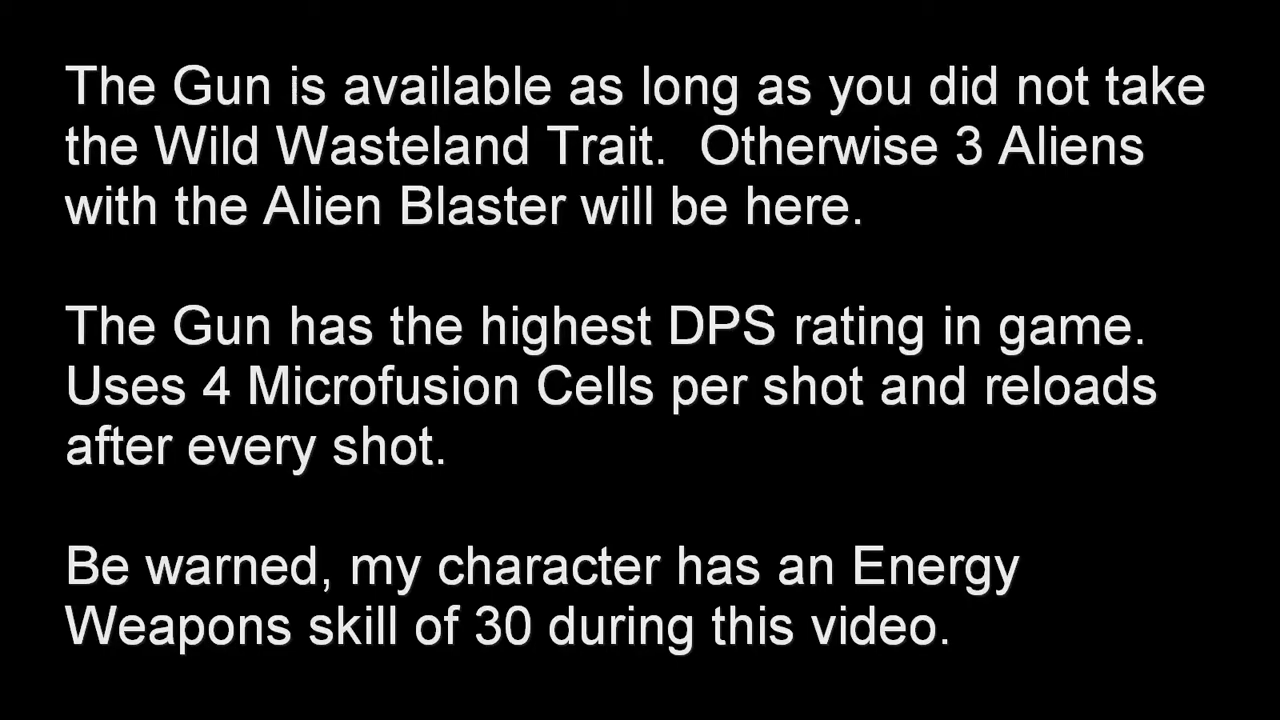 The Gun is available as long as you did not take
the Wild Wasteland Trait.  Otherwise 3 Aliens
with the Alien Blaster will be here.
The Gun has the highest DPS rating in game.
Uses 4 Microfusion Cells per shot and reloads
after every shot.
Be warned, my character has an Energy
Weapons skill of 30 during this video.